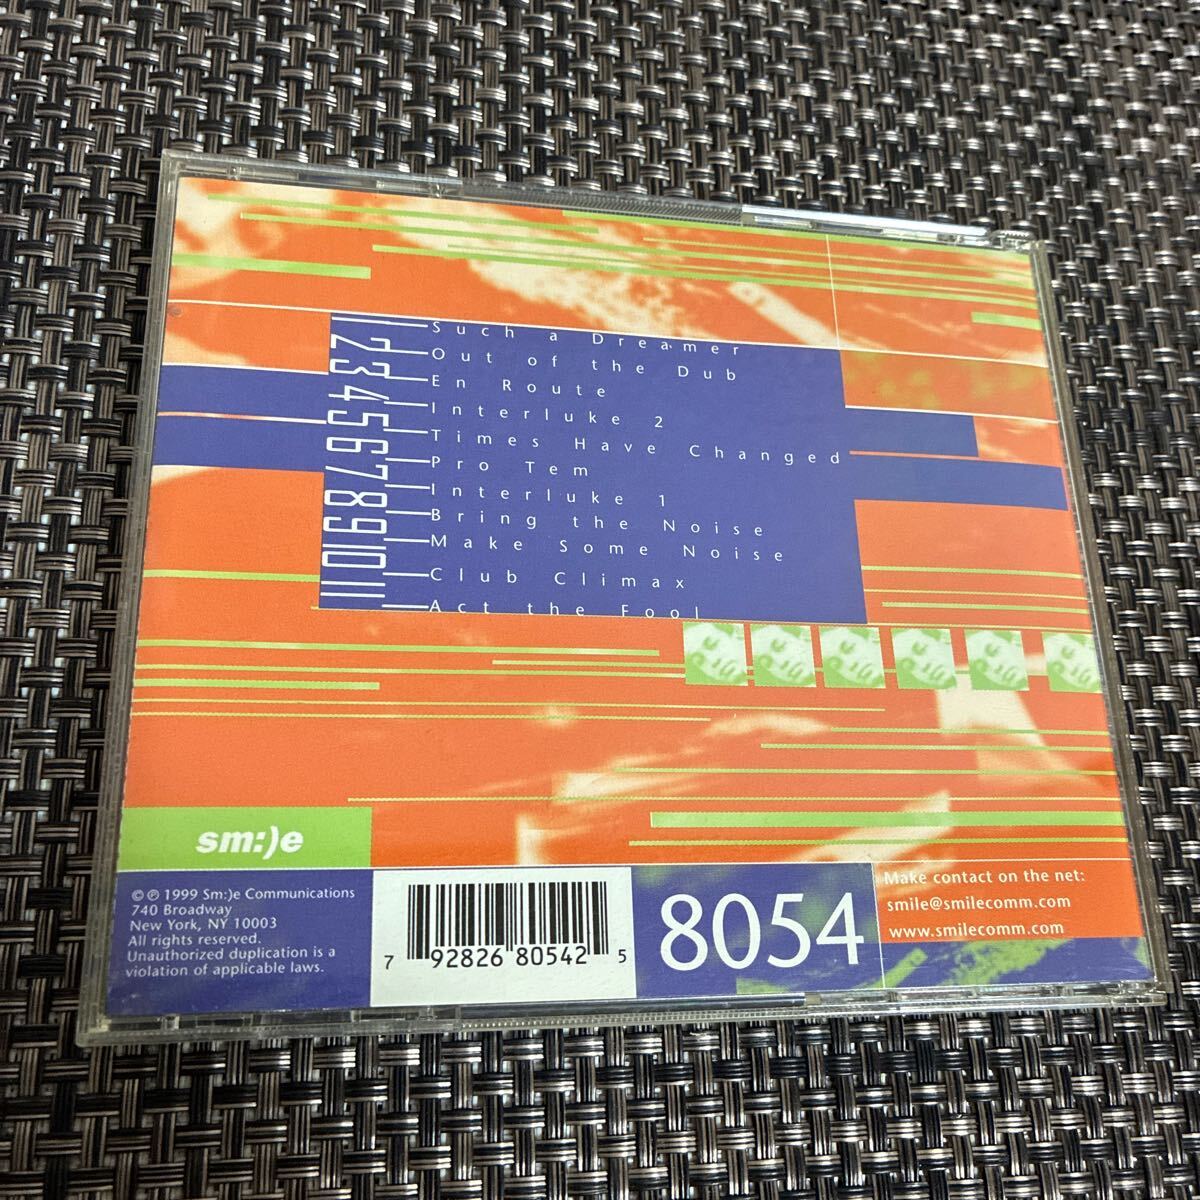 1 Such a Dreamer
2 Out of the Dub
3 En Route
4 Interluke 2
5 Times Have Changed
6 Pro Tem
7 Interluke 1
8 Bring the Noise
9 Make Some Noise
10 Club Climax
11 Act the Fool
sm:)e
©℗ 1999 Sm:)e Communications
740 Broadway
New York, NY 10003
All rights reserved.
Unauthorized duplication is a
violation of applicable laws.
7 92826 80542 5
8054
Make contact on the net:
smile@smilecomm.com
www.smilecomm.com